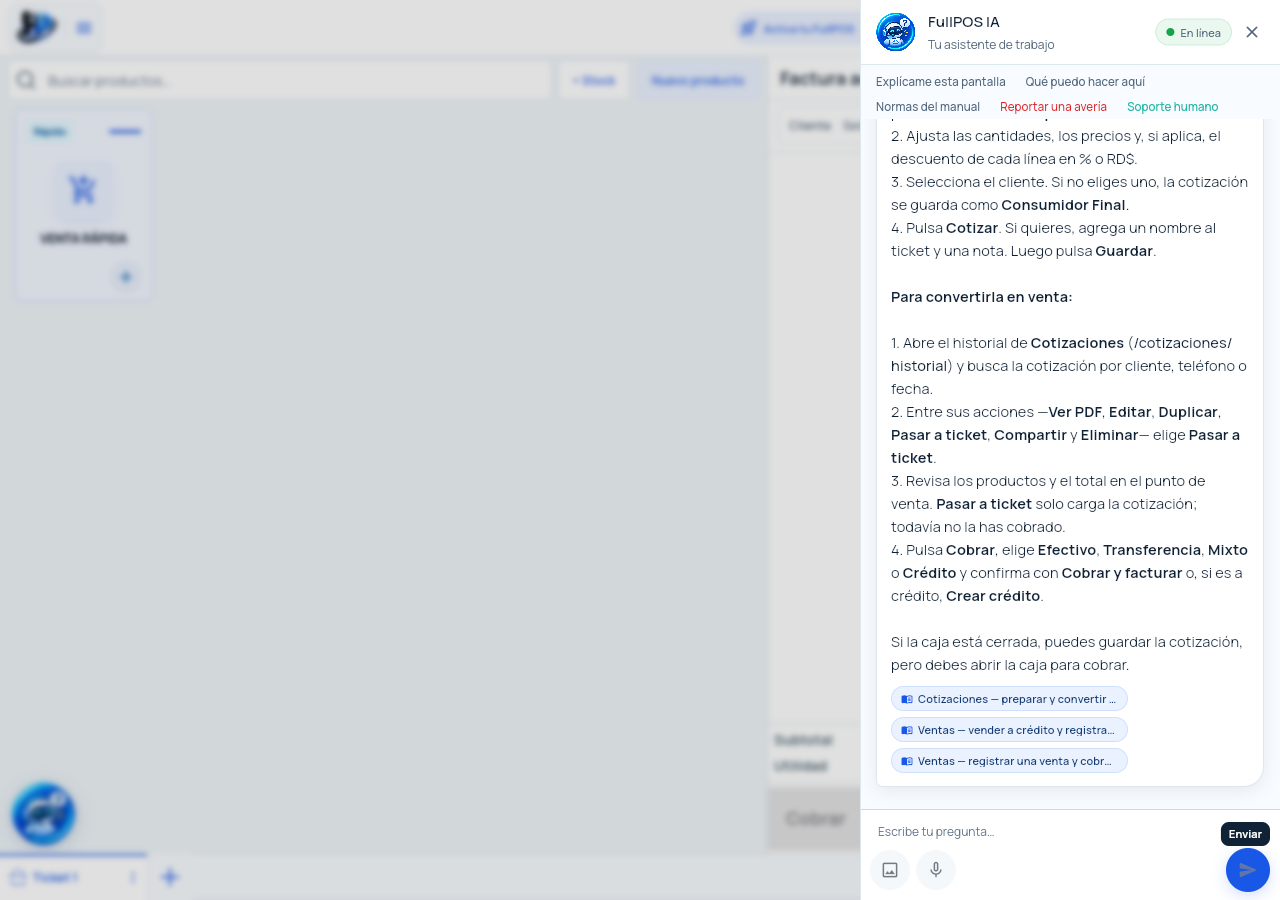 FullPOS IA
Tu asistente de trabajo
En línea
Explícame esta pantalla
Qué puedo hacer aquí
Normas del manual
Reportar una avería
Soporte humano
Activa tu FullPOS
Buscar productos...
+ Stock
Nuevo producto
Factura a
Cliente
Rápido
VENTA RÁPIDA
2. Ajusta las cantidades, los precios y, si aplica, el
descuento de cada línea en % o RD$.
3. Selecciona el cliente. Si no eliges uno, la cotización
se guarda como Consumidor Final.
4. Pulsa Cotizar. Si quieres, agrega un nombre al
ticket y una nota. Luego pulsa Guardar.
Para convertirla en venta:
1. Abre el historial de Cotizaciones (/cotizaciones/
historial) y busca la cotización por cliente, teléfono o
fecha.
2. Entre sus acciones —Ver PDF, Editar, Duplicar,
Pasar a ticket, Compartir y Eliminar— elige Pasar a
ticket.
3. Revisa los productos y el total en el punto de
venta. Pasar a ticket solo carga la cotización;
todavía no la has cobrado.
4. Pulsa Cobrar, elige Efectivo, Transferencia, Mixto
o Crédito y confirma con Cobrar y facturar o, si es a
crédito, Crear crédito.
Si la caja está cerrada, puedes guardar la cotización,
pero debes abrir la caja para cobrar.
Cotizaciones — preparar y convertir ...
Ventas — vender a crédito y registra...
Ventas — registrar una venta y cobr...
Subtotal
Utilidad
Cobrar
Ticket 1
Escribe tu pregunta...
Enviar